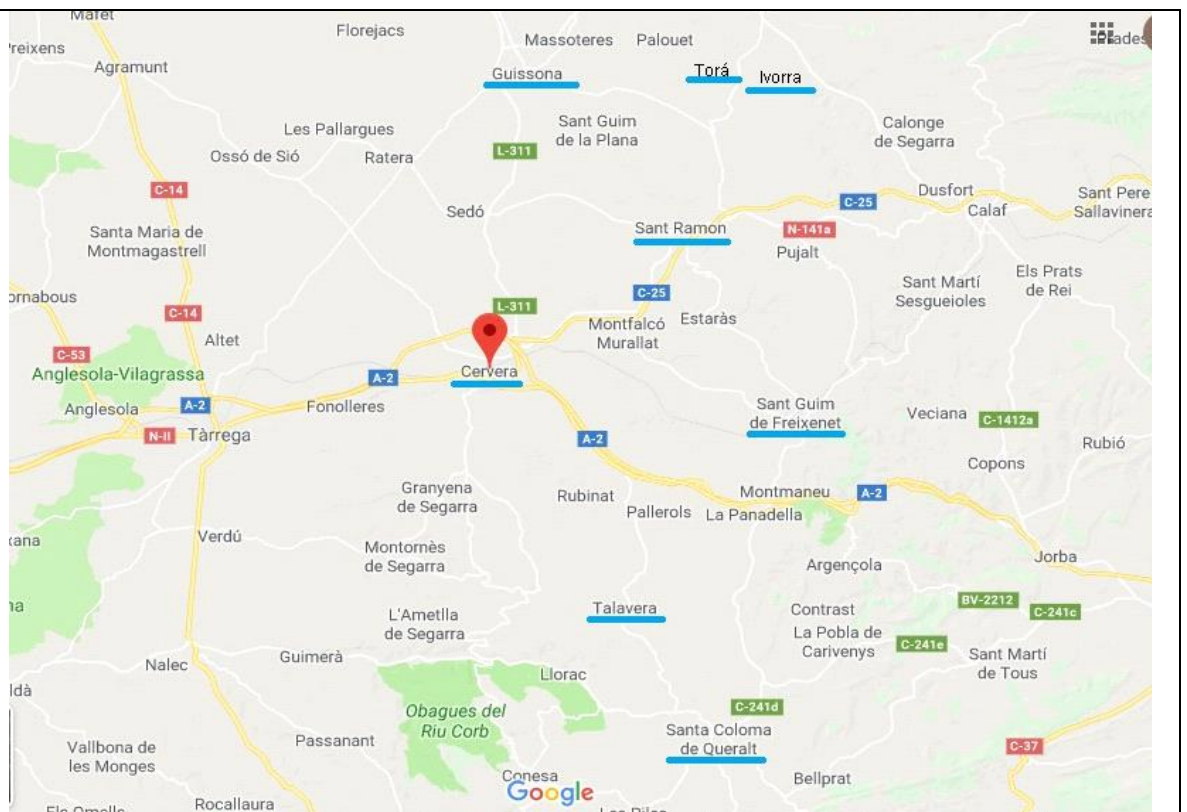 Mafet
Florejacs
Massoteres
Palouet
Preixens
Agramunt
Guissona
Torá
Ivorra
Les Pallargues
Sant Guim
de la Plana
Calonge
de Segarra
Ossó de Sió
Ratera
L-311
C-14
Dusfort
C-25
Sant Pere
Sallavinera
Sedó
Calaf
Santa Maria de
Montmagastrell
Sant Ramon
N-141a
Pujalt
ornabous
C-25
Sant Martí
Sesgueioles
Els Prats
de Rei
L-311
C-14
Montfalcó
Murallat
Estaràs
Altet
C-53
Anglesola-Vilagrassa
Cervera
A-2
Anglesola
A-2
Fonolleres
Sant Guim
de Freixenet
Veciana
C-1412a
N-II
Tàrrega
A-2
Rubió
Copons
Granyena
de Segarra
Rubinat
Montmaneu
A-2
Pallerols
La Panadella
Verdú
Montornès
de Segarra
Jorba
Argençola
BV-2212
C-241c
L'Ametlla
de Segarra
Talavera
Contrast
La Pobla de
Carivenys
C-241e
Sant Martí
de Tous
Nalec
Guimerà
Llorac
ldà
Obagues del
Riu Corb
C-241d
Santa Coloma
de Queralt
C-37
Vallbona de
les Monges
Passanant
Conesa
Google
Bellprat
Rocallaura